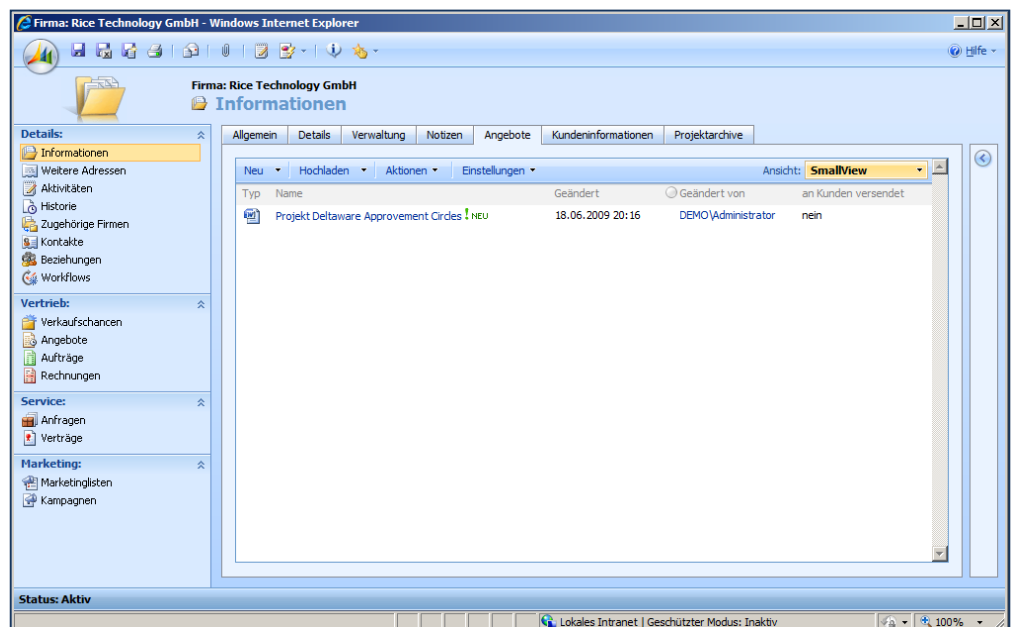 Firma: Rice Technology GmbH - Windows Internet Explorer
Hilfe
Firma: Rice Technology GmbH
Informationen
Details:
Informationen
Weitere Adressen
Aktivitäten
Historie
Zugehörige Firmen
Kontakte
Beziehungen
Workflows
Vertrieb:
Verkaufschancen
Angebote
Aufträge
Rechnungen
Service:
Anfragen
Verträge
Marketing:
Marketinglisten
Kampagnen
Allgemein Details Verwaltung Notizen Angebote Kundeninformationen Projektarchive
Neu Hochladen Aktionen Einstellungen Ansicht: SmallView
Typ Name Geändert Geändert von an Kunden versendet
Projekt Deltaware Approvement Circles ! NEU 18.06.2009 20:16 DEMO\Administrator nein
Status: Aktiv
Lokales Intranet | Geschützter Modus: Inaktiv 100%